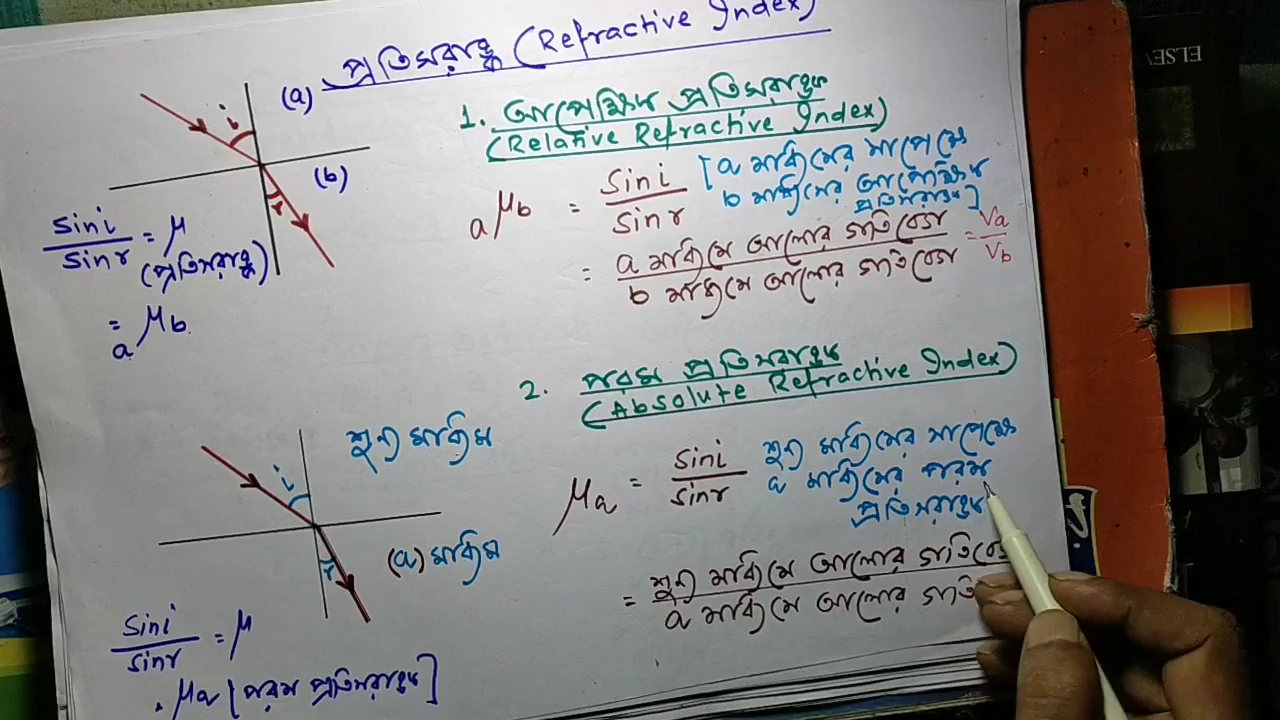 প্রতিসরাঙ্ক (Refractive Index)
(a)
i
(b)
r
sin i / sin r = μ
(প্রতিসরাঙ্ক)
= aμb
1. আপেক্ষিক প্রতিসরাঙ্ক
(Relative Refractive Index)
aμb = sin i / sin r [a মাধ্যমের সাপেক্ষে
b মাধ্যমের আপেক্ষিক
প্রতিসরাঙ্ক]
= a মাধ্যমে আলোর গতিবেগ / b মাধ্যমে আলোর গতিবেগ = Va / Vb
2. পরম প্রতিসরাঙ্ক
(Absolute Refractive Index)
μa = sin i / sin r শূন্য মাধ্যমের সাপেক্ষে
a মাধ্যমের পরম
প্রতিসরাঙ্ক
= শূন্য মাধ্যমে আলোর / a মাধ্যমে আলোর
শূন্য মাধ্যম
i
(a) মাধ্যম
r
sin i / sin r = μ
μa [পরম প্রতিসরাঙ্ক]
ELSEV